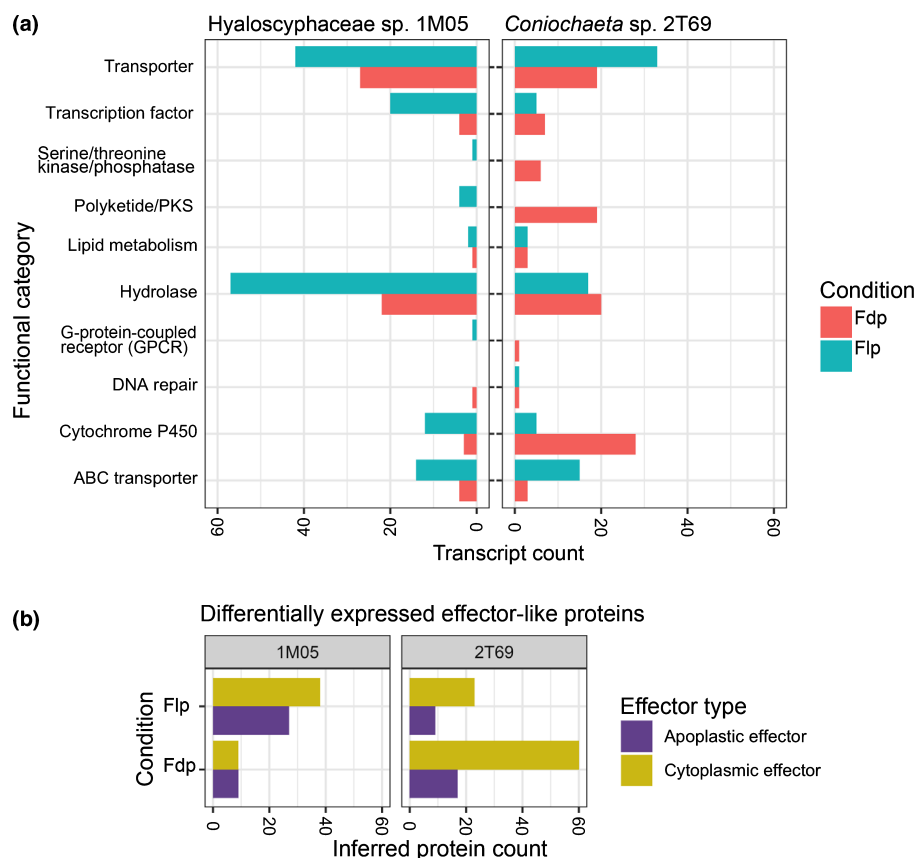 (a)
Hyaloscyphaceae sp. 1M05
Coniochaeta sp. 2T69
Functional category
Transporter
Transcription factor
Serine/threonine
kinase/phosphatase
Polyketide/PKS
Lipid metabolism
Hydrolase
G-protein-coupled
receptor (GPCR)
DNA repair
Cytochrome P450
ABC transporter
60 40 20 0 0 20 40 60
Transcript count
Condition
Fdp
Flp
(b)
Differentially expressed effector-like proteins
1M05 2T69
Condition
Flp
Fdp
0 20 40 60 0 20 40 60
Inferred protein count
Effector type
Apoplastic effector
Cytoplasmic effector